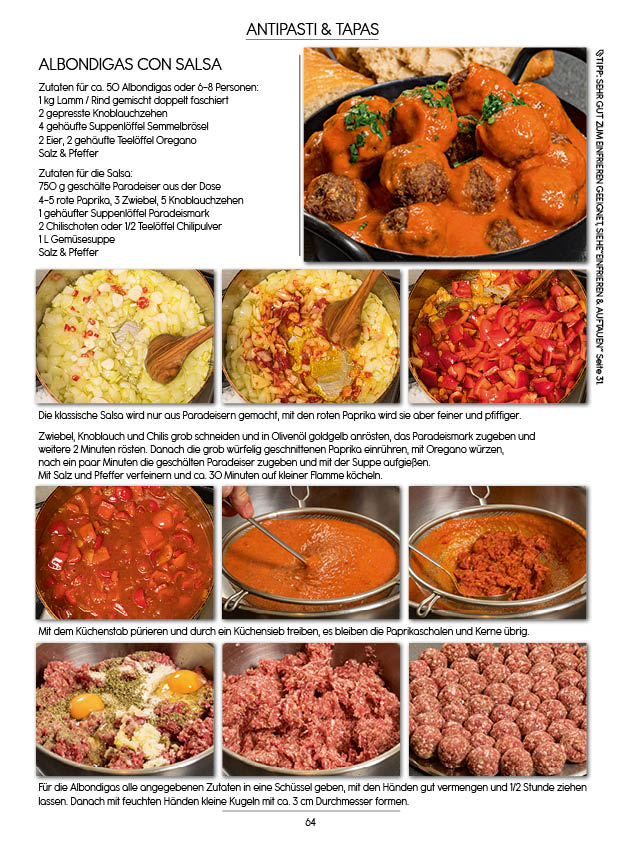 ANTIPASTI & TAPAS
ALBONDIGAS CON SALSA
Zutaten für ca. 50 Albondigas oder 6-8 Personen:
1 kg Lamm / Rind gemischt doppelt faschiert
2 gepresste Knoblauchzehen
4 gehäufte Suppenlöffel Semmelbrösel
2 Eier, 2 gehäufte Teelöffel Oregano
Salz & Pfeffer
Zutaten für die Salsa:
750 g geschälte Paradeiser aus der Dose
4-5 rote Paprika, 3 Zwiebel, 5 Knoblauchzehen
1 gehäufter Suppenlöffel Paradeismark
2 Chilischoten oder 1/2 Teelöffel Chilipulver
1 L Gemüsesuppe
Salz & Pfeffer
TIPP: SEHR GUT ZUM EINFRIEREN GEEIGNET, SIEHE "EINFRIEREN & AUFTAUEN" Seite 31
Die klassische Salsa wird nur aus Paradeisern gemacht, mit den roten Paprika wird sie aber feiner und pfiffiger.
Zwiebel, Knoblauch und Chilis grob schneiden und in Olivenöl goldgelb anrösten, das Paradeismark zugeben und
weitere 2 Minuten rösten. Danach die grob würfelig geschnittenen Paprika einrühren, mit Oregano würzen,
nach ein paar Minuten die geschälten Paradeiser zugeben und mit der Suppe aufgießen.
Mit Salz und Pfeffer verfeinern und ca. 30 Minuten auf kleiner Flamme köcheln.
Mit dem Küchenstab pürieren und durch ein Küchensieb treiben, es bleiben die Paprikaschalen und Kerne übrig.
Für die Albondigas alle angegebenen Zutaten in eine Schüssel geben, mit den Händen gut vermengen und 1/2 Stunde ziehen
lassen. Danach mit feuchten Händen kleine Kugeln mit ca. 3 cm Durchmesser formen.
64